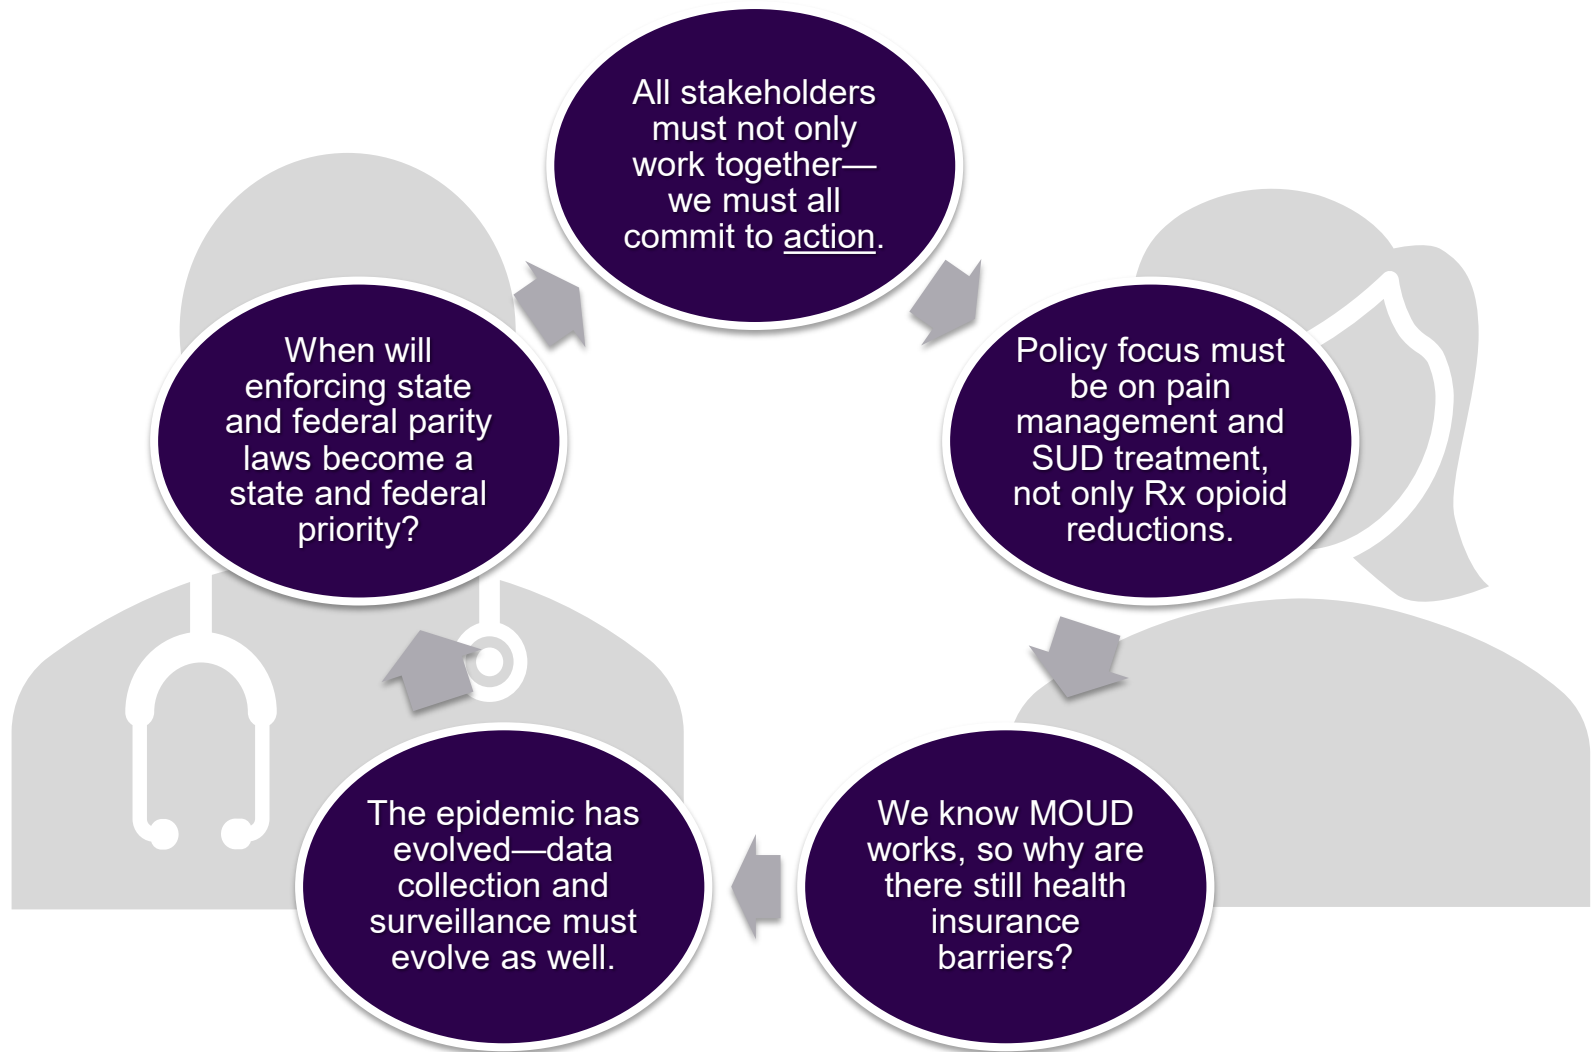 All stakeholders
must not only
work together—
we must all
commit to action.
Policy focus must
be on pain
management and
SUD treatment,
not only Rx opioid
reductions.
We know MOUD
works, so why are
there still health
insurance
barriers?
The epidemic has
evolved—data
collection and
surveillance must
evolve as well.
When will
enforcing state
and federal parity
laws become a
state and federal
priority?